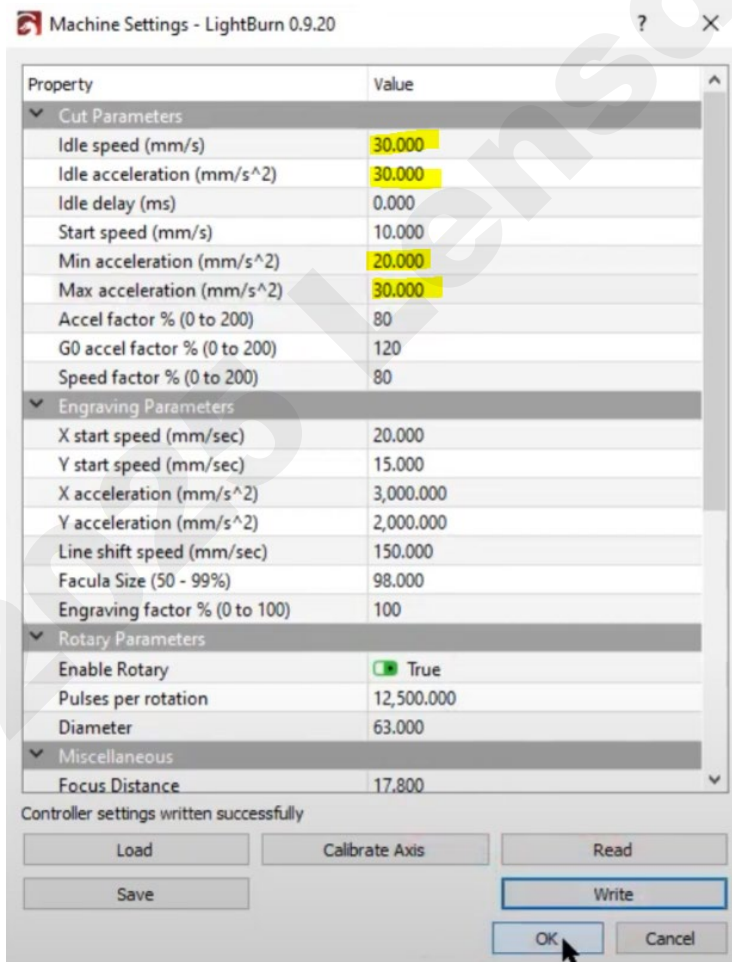 Machine Settings - LightBurn 0.9.20 ? ×
Property Value
Cut Parameters
Idle speed (mm/s) 30.000
Idle acceleration (mm/s^2) 30.000
Idle delay (ms) 0.000
Start speed (mm/s) 10.000
Min acceleration (mm/s^2) 20.000
Max acceleration (mm/s^2) 30.000
Accel factor % (0 to 200) 80
G0 accel factor % (0 to 200) 120
Speed factor % (0 to 200) 80
Engraving Parameters
X start speed (mm/sec) 20.000
Y start speed (mm/sec) 15.000
X acceleration (mm/s^2) 3,000.000
Y acceleration (mm/s^2) 2,000.000
Line shift speed (mm/sec) 150.000
Facula Size (50 - 99%) 98.000
Engraving factor % (0 to 100) 100
Rotary Parameters
Enable Rotary True
Pulses per rotation 12,500.000
Diameter 63.000
Miscellaneous
Focus Distance 17.800
Controller settings written successfully
Load Calibrate Axis Read
Save Write
OK Cancel
2025 Lenso